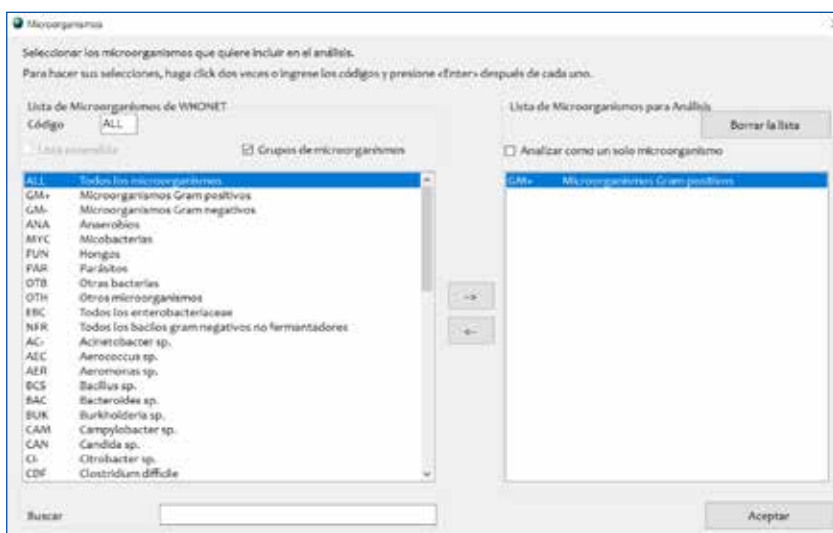 Microorganismos
Seleccionar los microorganismos que quiere incluir en el análisis.
Para hacer sus selecciones, haga click dos veces o ingrese los códigos y presione «Enter» después de cada uno.
Lista de Microorganismos de WHONET
Código ALL
Lista extendida
Grupos de microorganismos
ALL Todos los microorganismos
GM+ Microorganismos Gram positivos
GM- Microorganismos Gram negativos
ANA Anaerobios
MYC Micobacterias
FUN Hongos
PAR Parásitos
OTB Otras bacterias
OTH Otros microorganismos
EBC Todos los enterobacteriaceae
NFR Todos los bacilos gram negativos no fermantadores
AC- Acinetobacter sp.
AEC Aerococcus sp.
AER Aeromonas sp.
BCS Bacillus sp.
BAC Bacteroides sp.
BUK Burkholderia sp.
CAM Campylobacter sp.
CAN Candida sp.
CI- Citrobacter sp.
CDF Clostridium difficile
Buscar
-->
<--
Lista de Microorganismos para Análisis
Borrar la lista
Analizar como un solo microorganismo
GM+ Microorganismos Gram positivos
Aceptar